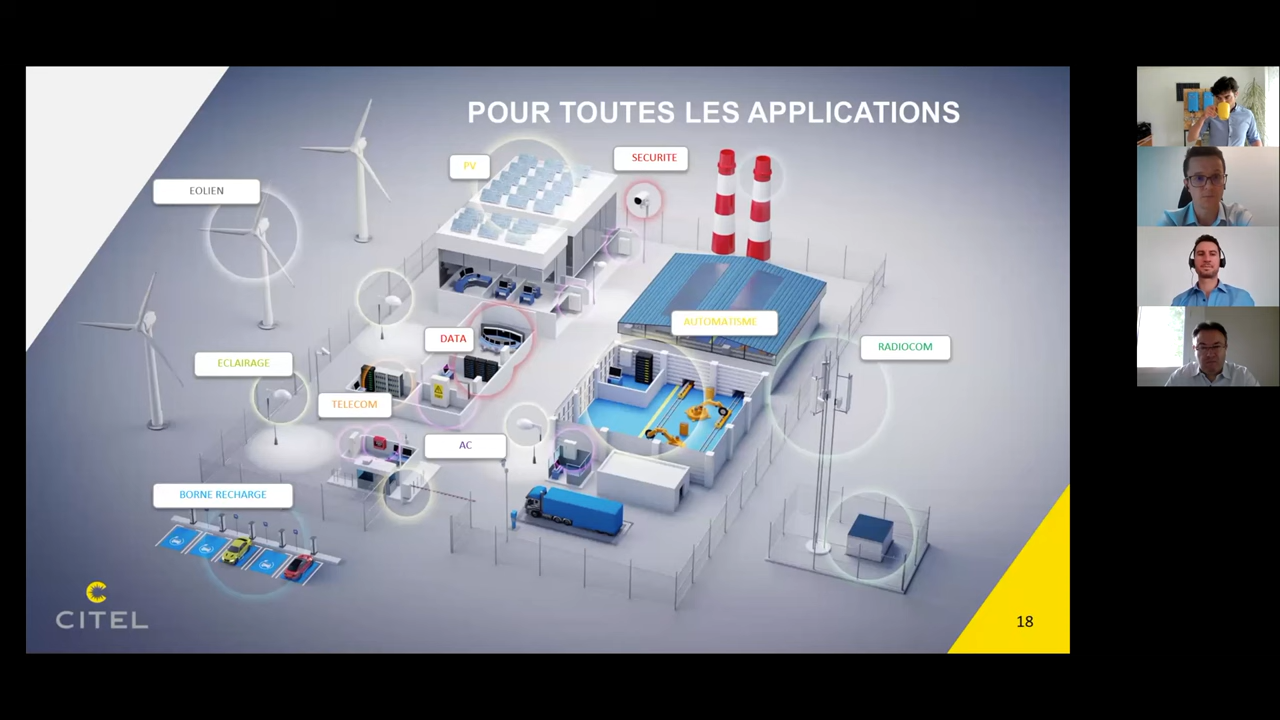 POUR TOUTES LES APPLICATIONS
PV
SECURITE
EOLIEN
DATA
AUTOMATISME
RADIOCOM
ECLAIRAGE
TELECOM
AC
BORNE RECHARGE
CITEL
18